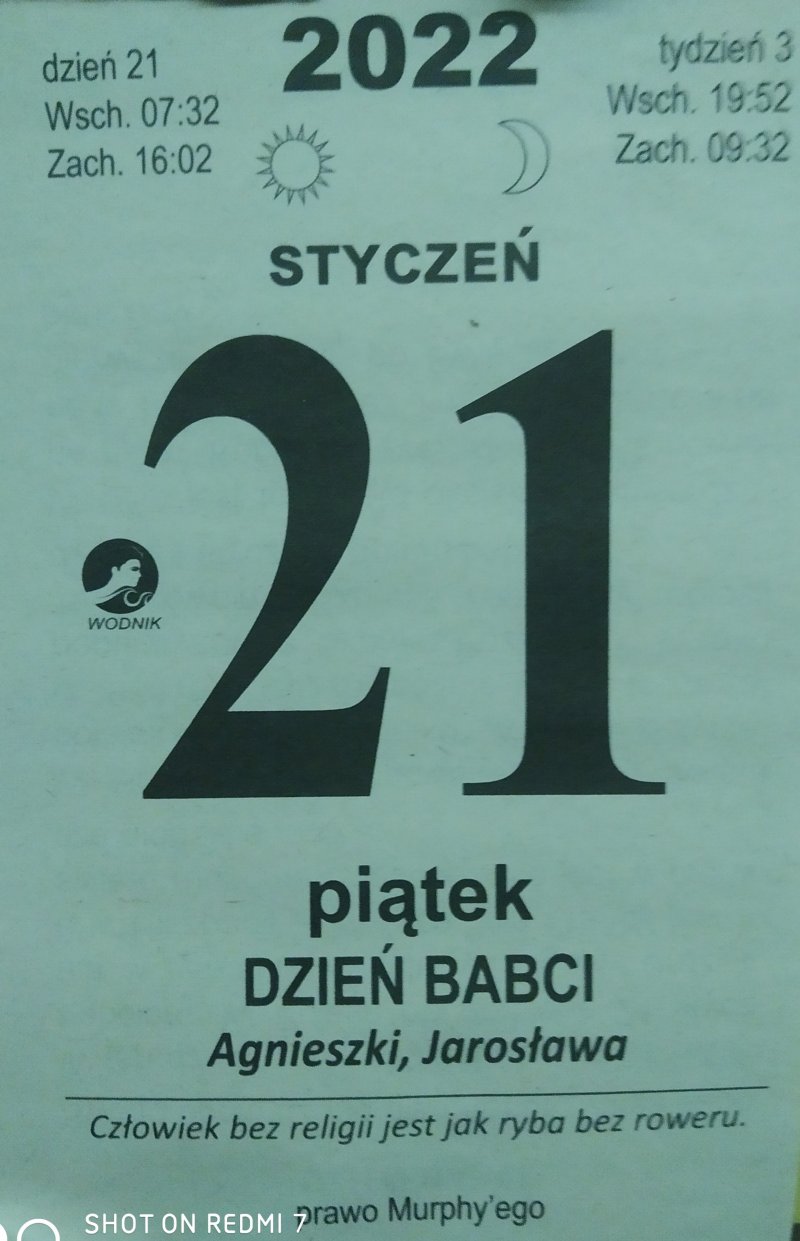 2022
dzień 21
Wsch. 07:32
Zach. 16:02
tydzień 3
Wsch. 19:52
Zach. 09:32
STYCZEŃ
21
WODNIK
piątek
DZIEŃ BABCI
Agnieszki, Jarosława
Człowiek bez religii jest jak ryba bez roweru.
prawo Murphy'ego
SHOT ON REDMI 7